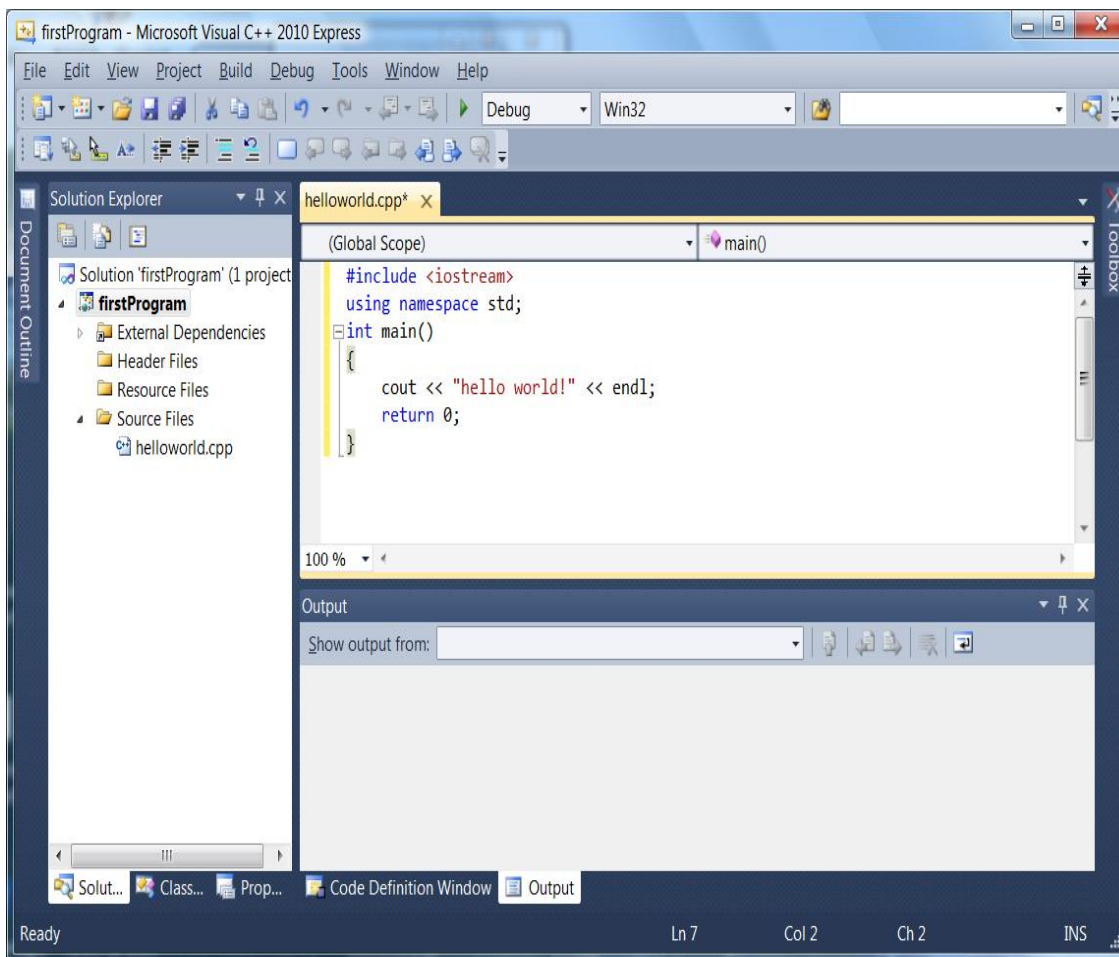 firstProgram - Microsoft Visual C++ 2010 Express
File Edit View Project Build Debug Tools Window Help
Debug Win32
Document Outline
Solution Explorer
Solution 'firstProgram' (1 project
firstProgram
External Dependencies
Header Files
Resource Files
Source Files
helloworld.cpp
helloworld.cpp*
(Global Scope) main()
#include <iostream>
using namespace std;
int main()
{
cout << "hello world!" << endl;
return 0;
}
100 %
Output
Show output from:
Toolbox
Solut... Class... Prop... Code Definition Window Output
Ready Ln 7 Col 2 Ch 2 INS